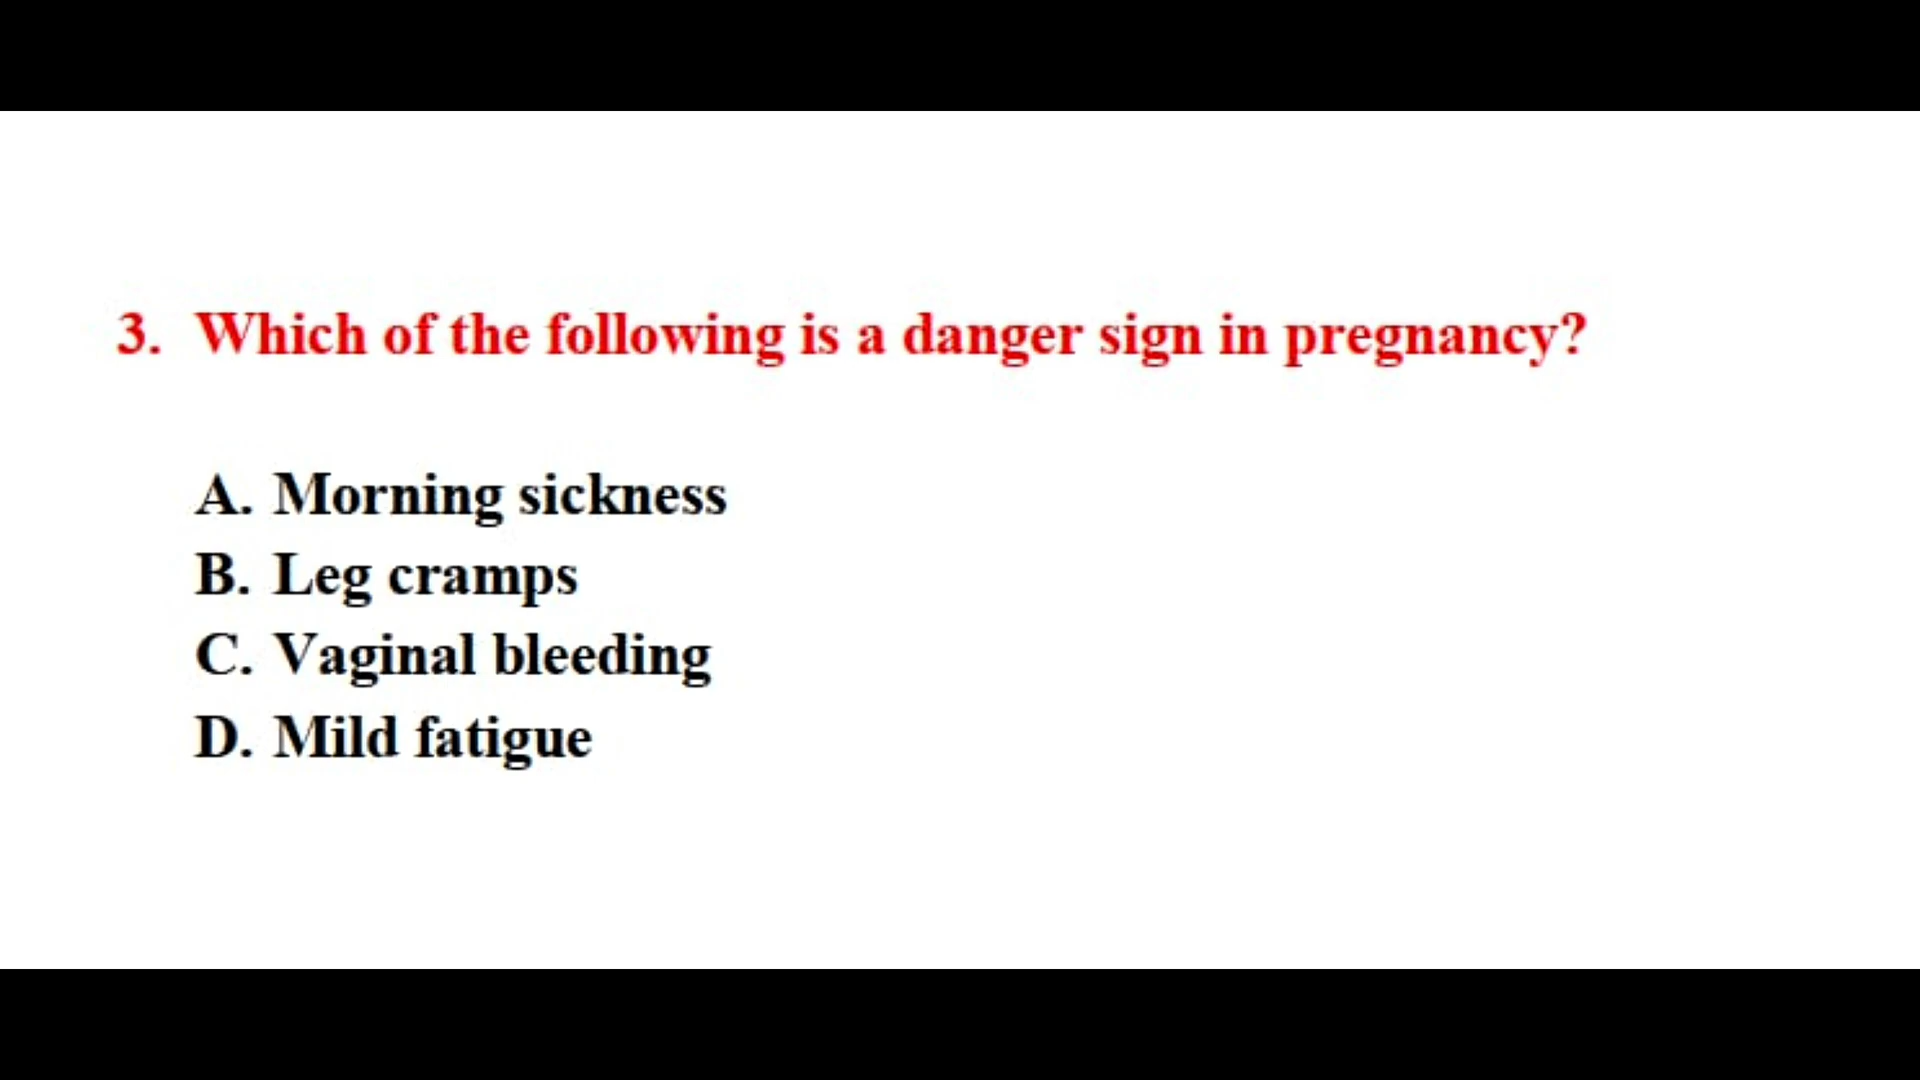 3. Which of the following is a danger sign in pregnancy?
A. Morning sickness
B. Leg cramps
C. Vaginal bleeding
D. Mild fatigue